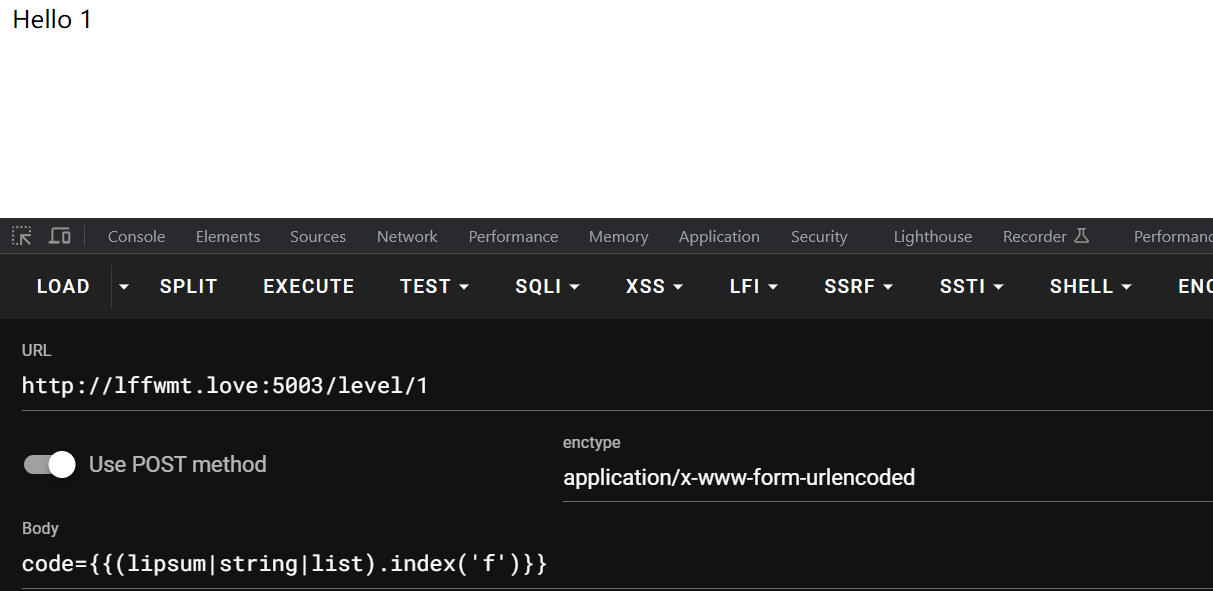 Hello 1
Console Elements Sources Network Performance Memory Application Security Lighthouse Recorder Performanc
LOAD SPLIT EXECUTE TEST SQLI XSS LFI SSRF SSTI SHELL ENC
URL
http://lffwmt.love:5003/level/1
enctype
Use POST method
application/x-www-form-urlencoded
Body
code={{(lipsum|string|list).index('f')}}